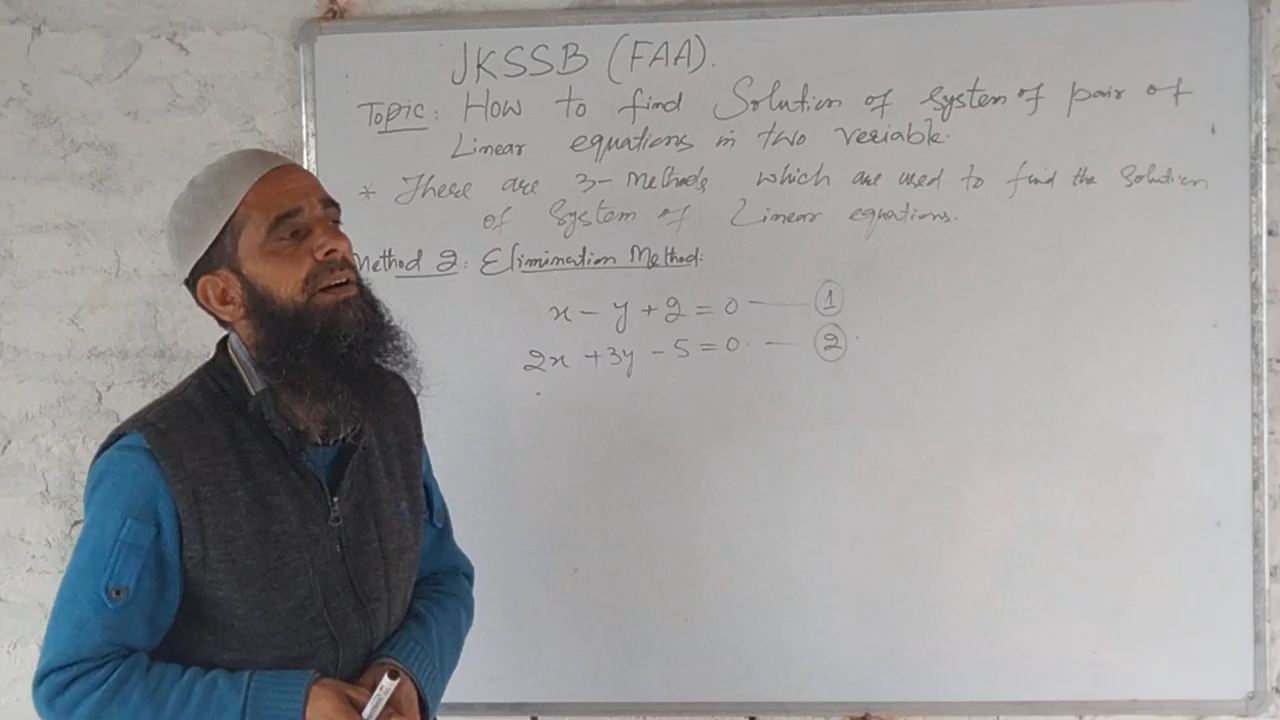 JKSSB (FAA).
Topic: How to find Solution of System of pair of
Linear equations in two veriable.
* There are 3-Methods which are used to find the Solution
of System of Linear equations.
Method 2: Elimination Method:
x - y + 2 = 0 —— ①
2x + 3y - 5 = 0. — ②.